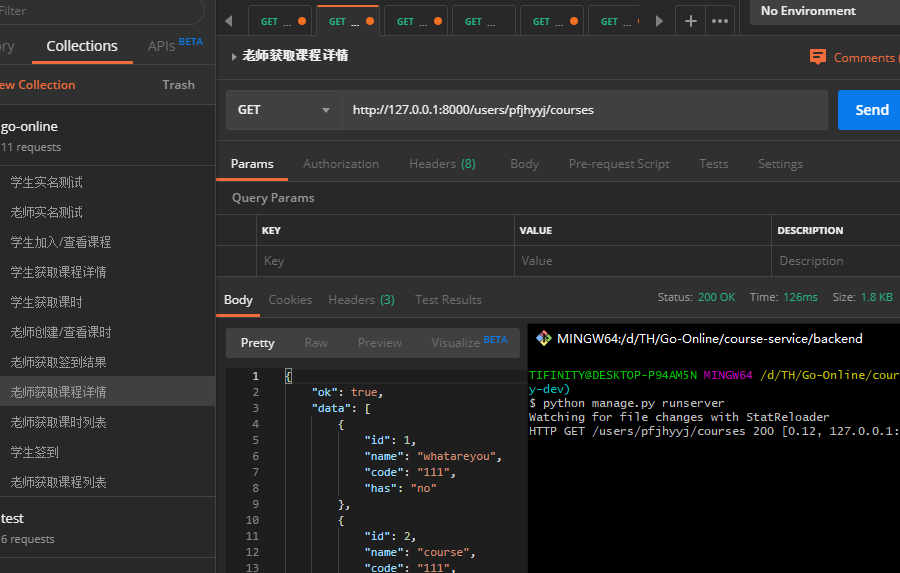 Filter
GET ...
GET ...
GET ...
GET ...
GET ...
GET ...
No Environment
Collections
APIs BETA
老师获取课程详情
Comments
New Collection
Trash
GET
http://127.0.0.1:8000/users/pfjhyyj/courses
Send
go-online
11 requests
Params
Authorization
Headers (8)
Body
Pre-request Script
Tests
Settings
学生实名测试
Query Params
老师实名测试
KEY
VALUE
DESCRIPTION
学生加入/查看课程
Key
Value
Description
学生获取课程详情
学生获取课时
Body
Cookies
Headers (3)
Test Results
Status: 200 OK
Time: 126ms
Size: 1.8 KB
老师创建/查看课时
Pretty
Raw
Preview
Visualize BETA
MINGW64:/d/TH/Go-Online/course-service/backend
老师获取签到结果
老师获取课程详情
老师获取课时列表
学生签到
老师获取课程列表
test
6 requests
1 {
2 "ok": true,
3 "data": [
4 {
5 "id": 1,
6 "name": "whatareyou",
7 "code": "111",
8 "has": "no"
9 },
10 {
11 "id": 2,
12 "name": "course",
13 "code": "111",
TIFINITY@DESKTOP-P94AM5N MINGW64 /d/TH/Go-Online/cour
y-dev)
$ python manage.py runserver
Watching for file changes with StatReloader
HTTP GET /users/pfjhyyj/courses 200 [0.12, 127.0.0.1: